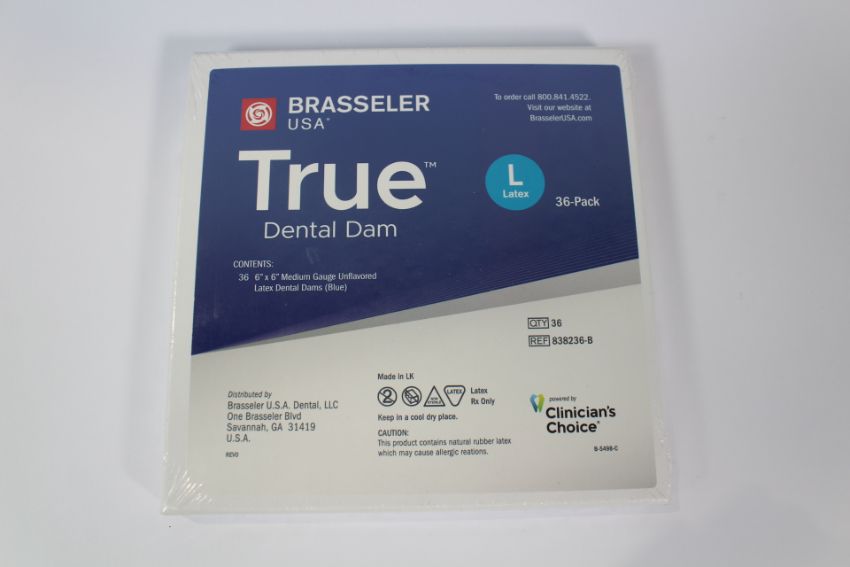 BRASSELER
USA®
To order call 800.841.4522.
Visit our website at
BrasselerUSA.com
True™
Dental Dam
L
Latex
36-Pack
CONTENTS:
36 6" x 6" Medium Gauge Unflavored
Latex Dental Dams (Blue)
QTY 36
REF 838236-B
Distributed by
Brasseler U.S.A. Dental, LLC
One Brasseler Blvd
Savannah, GA 31419
U.S.A.
REV0
Made in LK
2
NON
STERILE
LATEX
Latex
Rx Only
Keep in a cool dry place.
CAUTION:
This product contains natural rubber latex
which may cause allergic reations.
powered by
Clinician's
Choice®
B-5498-C